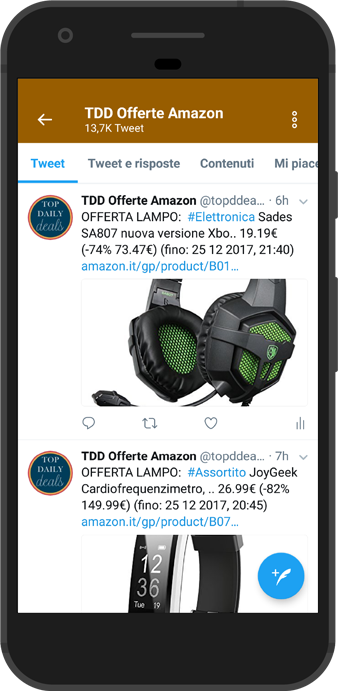 TDD Offerte Amazon
13,7K Tweet
Tweet
Tweet e risposte
Contenuti
Mi piace
TOP
DAILY
deals
TDD Offerte Amazon @topddea… · 6h
OFFERTA LAMPO: #Elettronica Sades
SA807 nuova versione Xbo.. 19.19€
(-74% 73.47€) (fino: 25 12 2017, 21:40)
amazon.it/gp/product/B01…
TOP
DAILY
deals
TDD Offerte Amazon @topddea… · 7h
OFFERTA LAMPO: #Assortito JoyGeek
Cardiofrequenzimetro, .. 26.99€ (-82%
149.99€) (fino: 25 12 2017, 20:45)
amazon.it/gp/product/B07…
12
36
Tue 19